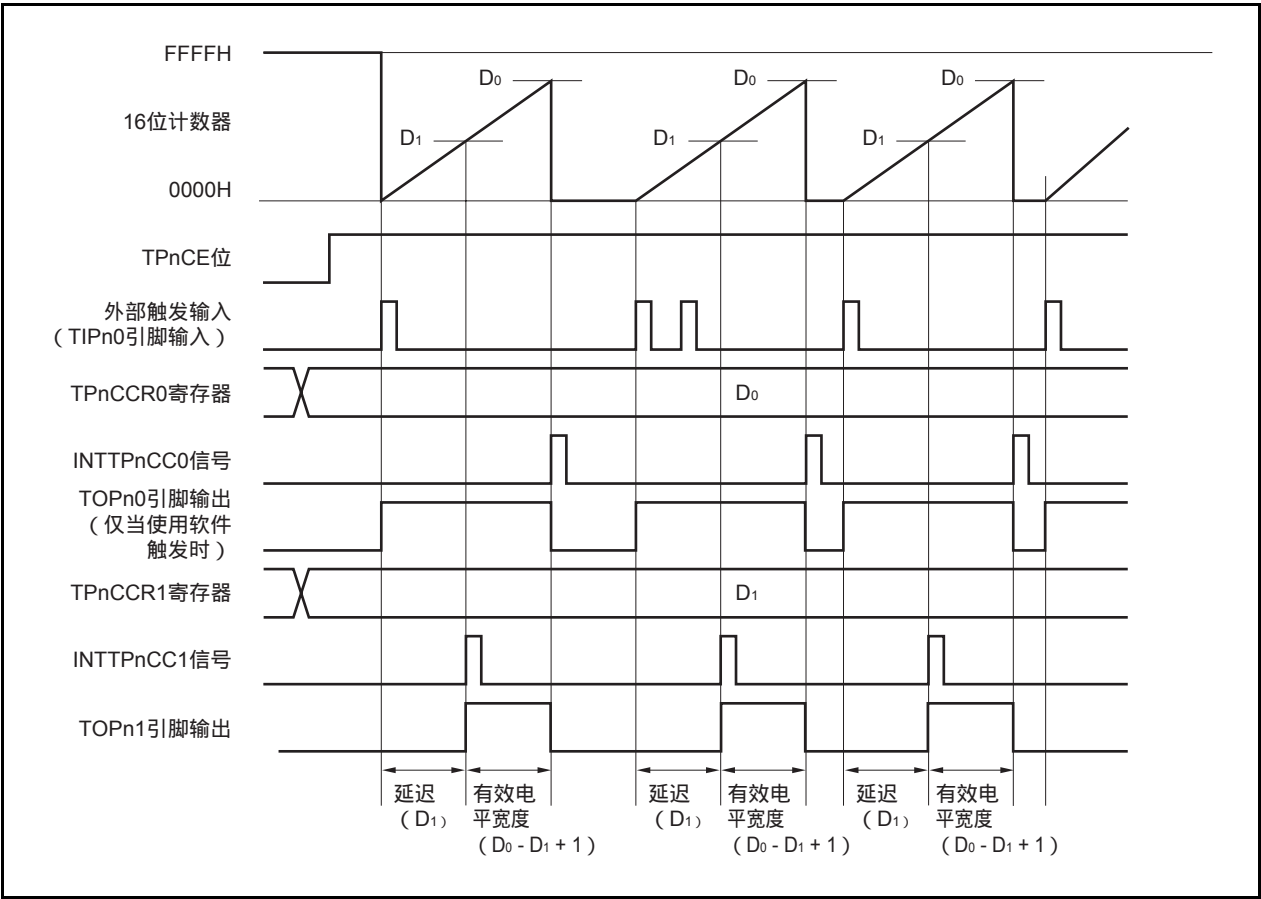 FFFFH
D0 D0 D0
16位计数器
D1 D1 D1
0000H
TPnCE位
外部触发输入
（TIPn0引脚输入）
TPnCCR0寄存器
D0
INTTPnCC0信号
TOPn0引脚输出
（仅当使用软件
触发时）
TPnCCR1寄存器
D1
INTTPnCC1信号
TOPn1引脚输出
延迟
（D1）
有效电
平宽度
（D0 - D1 + 1）
延迟
（D1）
有效电
平宽度
（D0 - D1 + 1）
延迟
（D1）
有效电
平宽度
（D0 - D1 + 1）